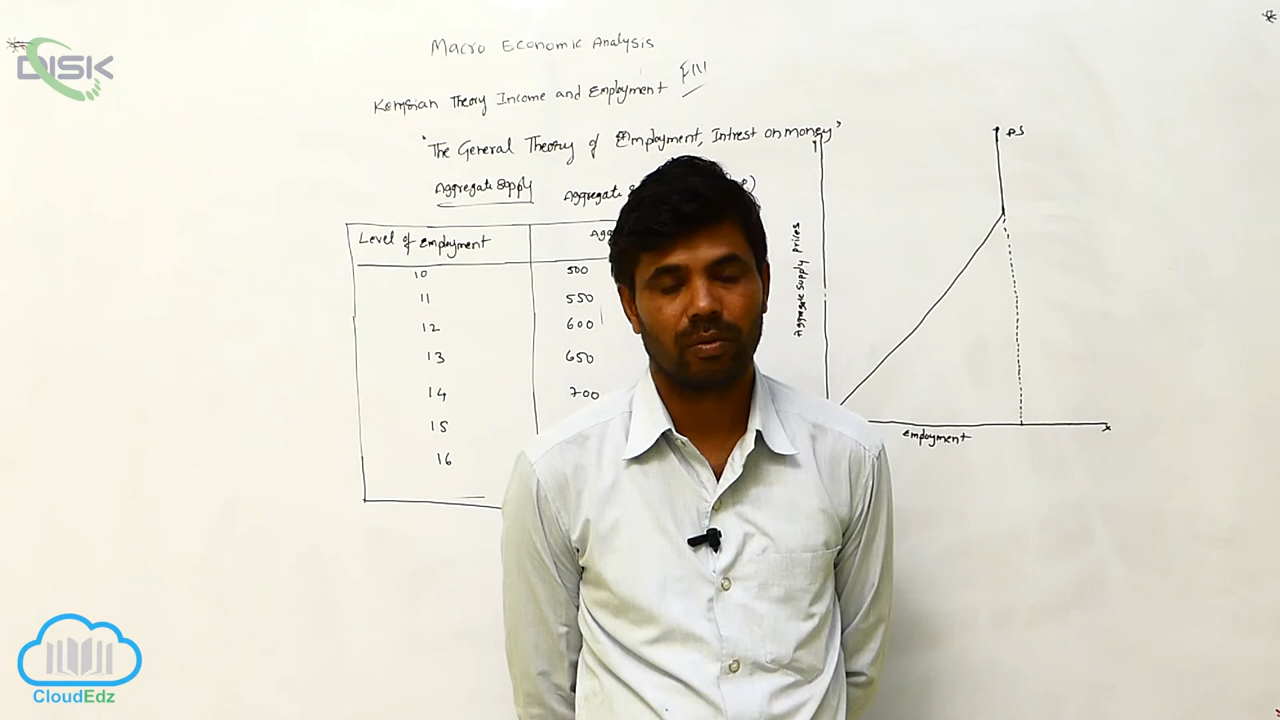 DISK
Macro Economic Analysis
Kempsian Theory Income and Employment
"The General Theory of Employment, Intrest on money"
Aggregate Supply Aggregate
Level of employment
10 500
11 550
12 600
13 650
14 700
15
16
Aggregate Supply Prices
Employment
x
CloudEdz